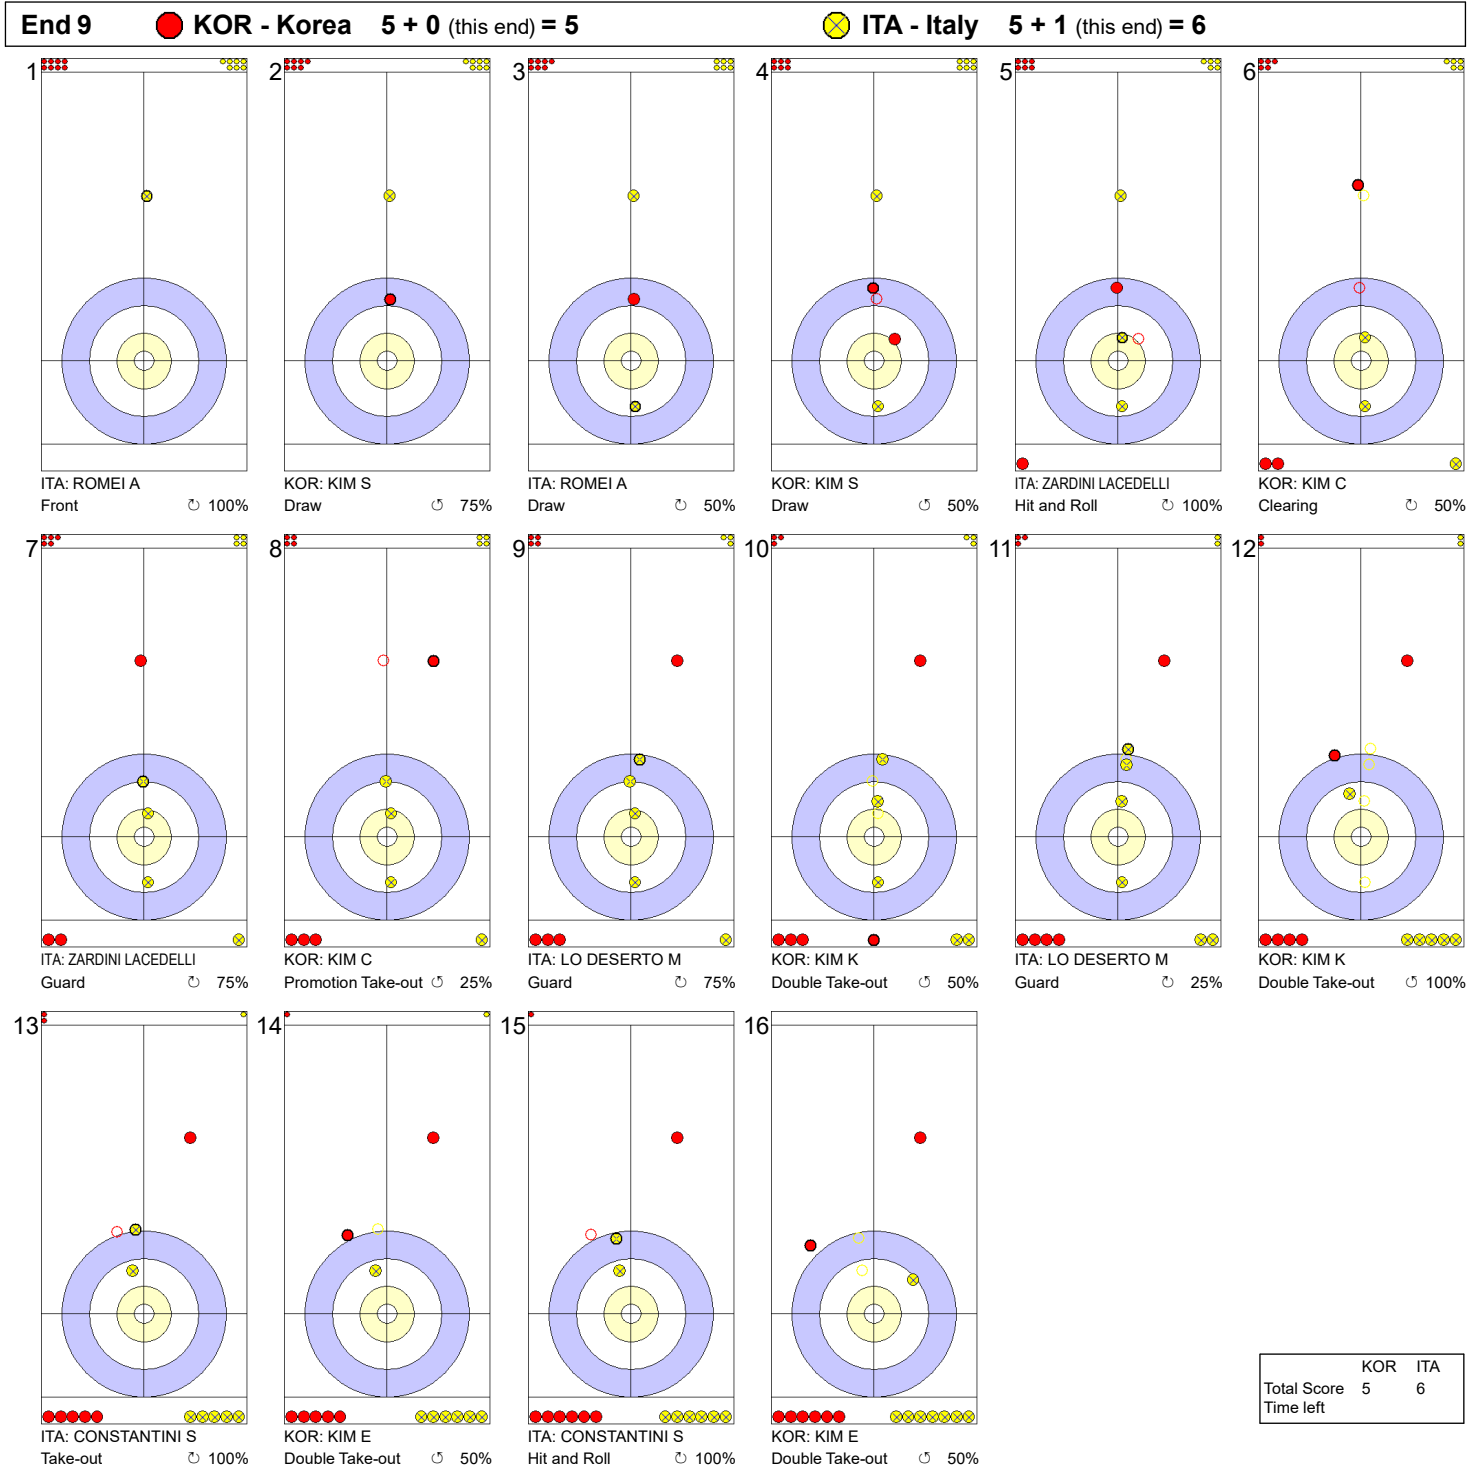 End 9 KOR - Korea 5 + 0 (this end) = 5 ITA - Italy 5 + 1 (this end) = 6
1 2 3 4 5 6
ITA: ROMEI A KOR: KIM S ITA: ROMEI A KOR: KIM S ITA: ZARDINI LACEDELLI KOR: KIM C
Front ↻ 100% Draw ↺ 75% Draw ↻ 50% Draw ↺ 50% Hit and Roll ↻ 100% Clearing ↻ 50%
7 8 9 10 11 12
ITA: ZARDINI LACEDELLI KOR: KIM C ITA: LO DESERTO M KOR: KIM K ITA: LO DESERTO M KOR: KIM K
Guard ↻ 75% Promotion Take-out ↺ 25% Guard ↻ 75% Double Take-out ↺ 50% Guard ↻ 25% Double Take-out ↻ 100%
13 14 15 16
ITA: CONSTANTINI S KOR: KIM E ITA: CONSTANTINI S KOR: KIM E
Take-out ↻ 100% Double Take-out ↺ 50% Hit and Roll ↻ 100% Double Take-out ↺ 50%
KOR ITA
Total Score 5 6
Time left